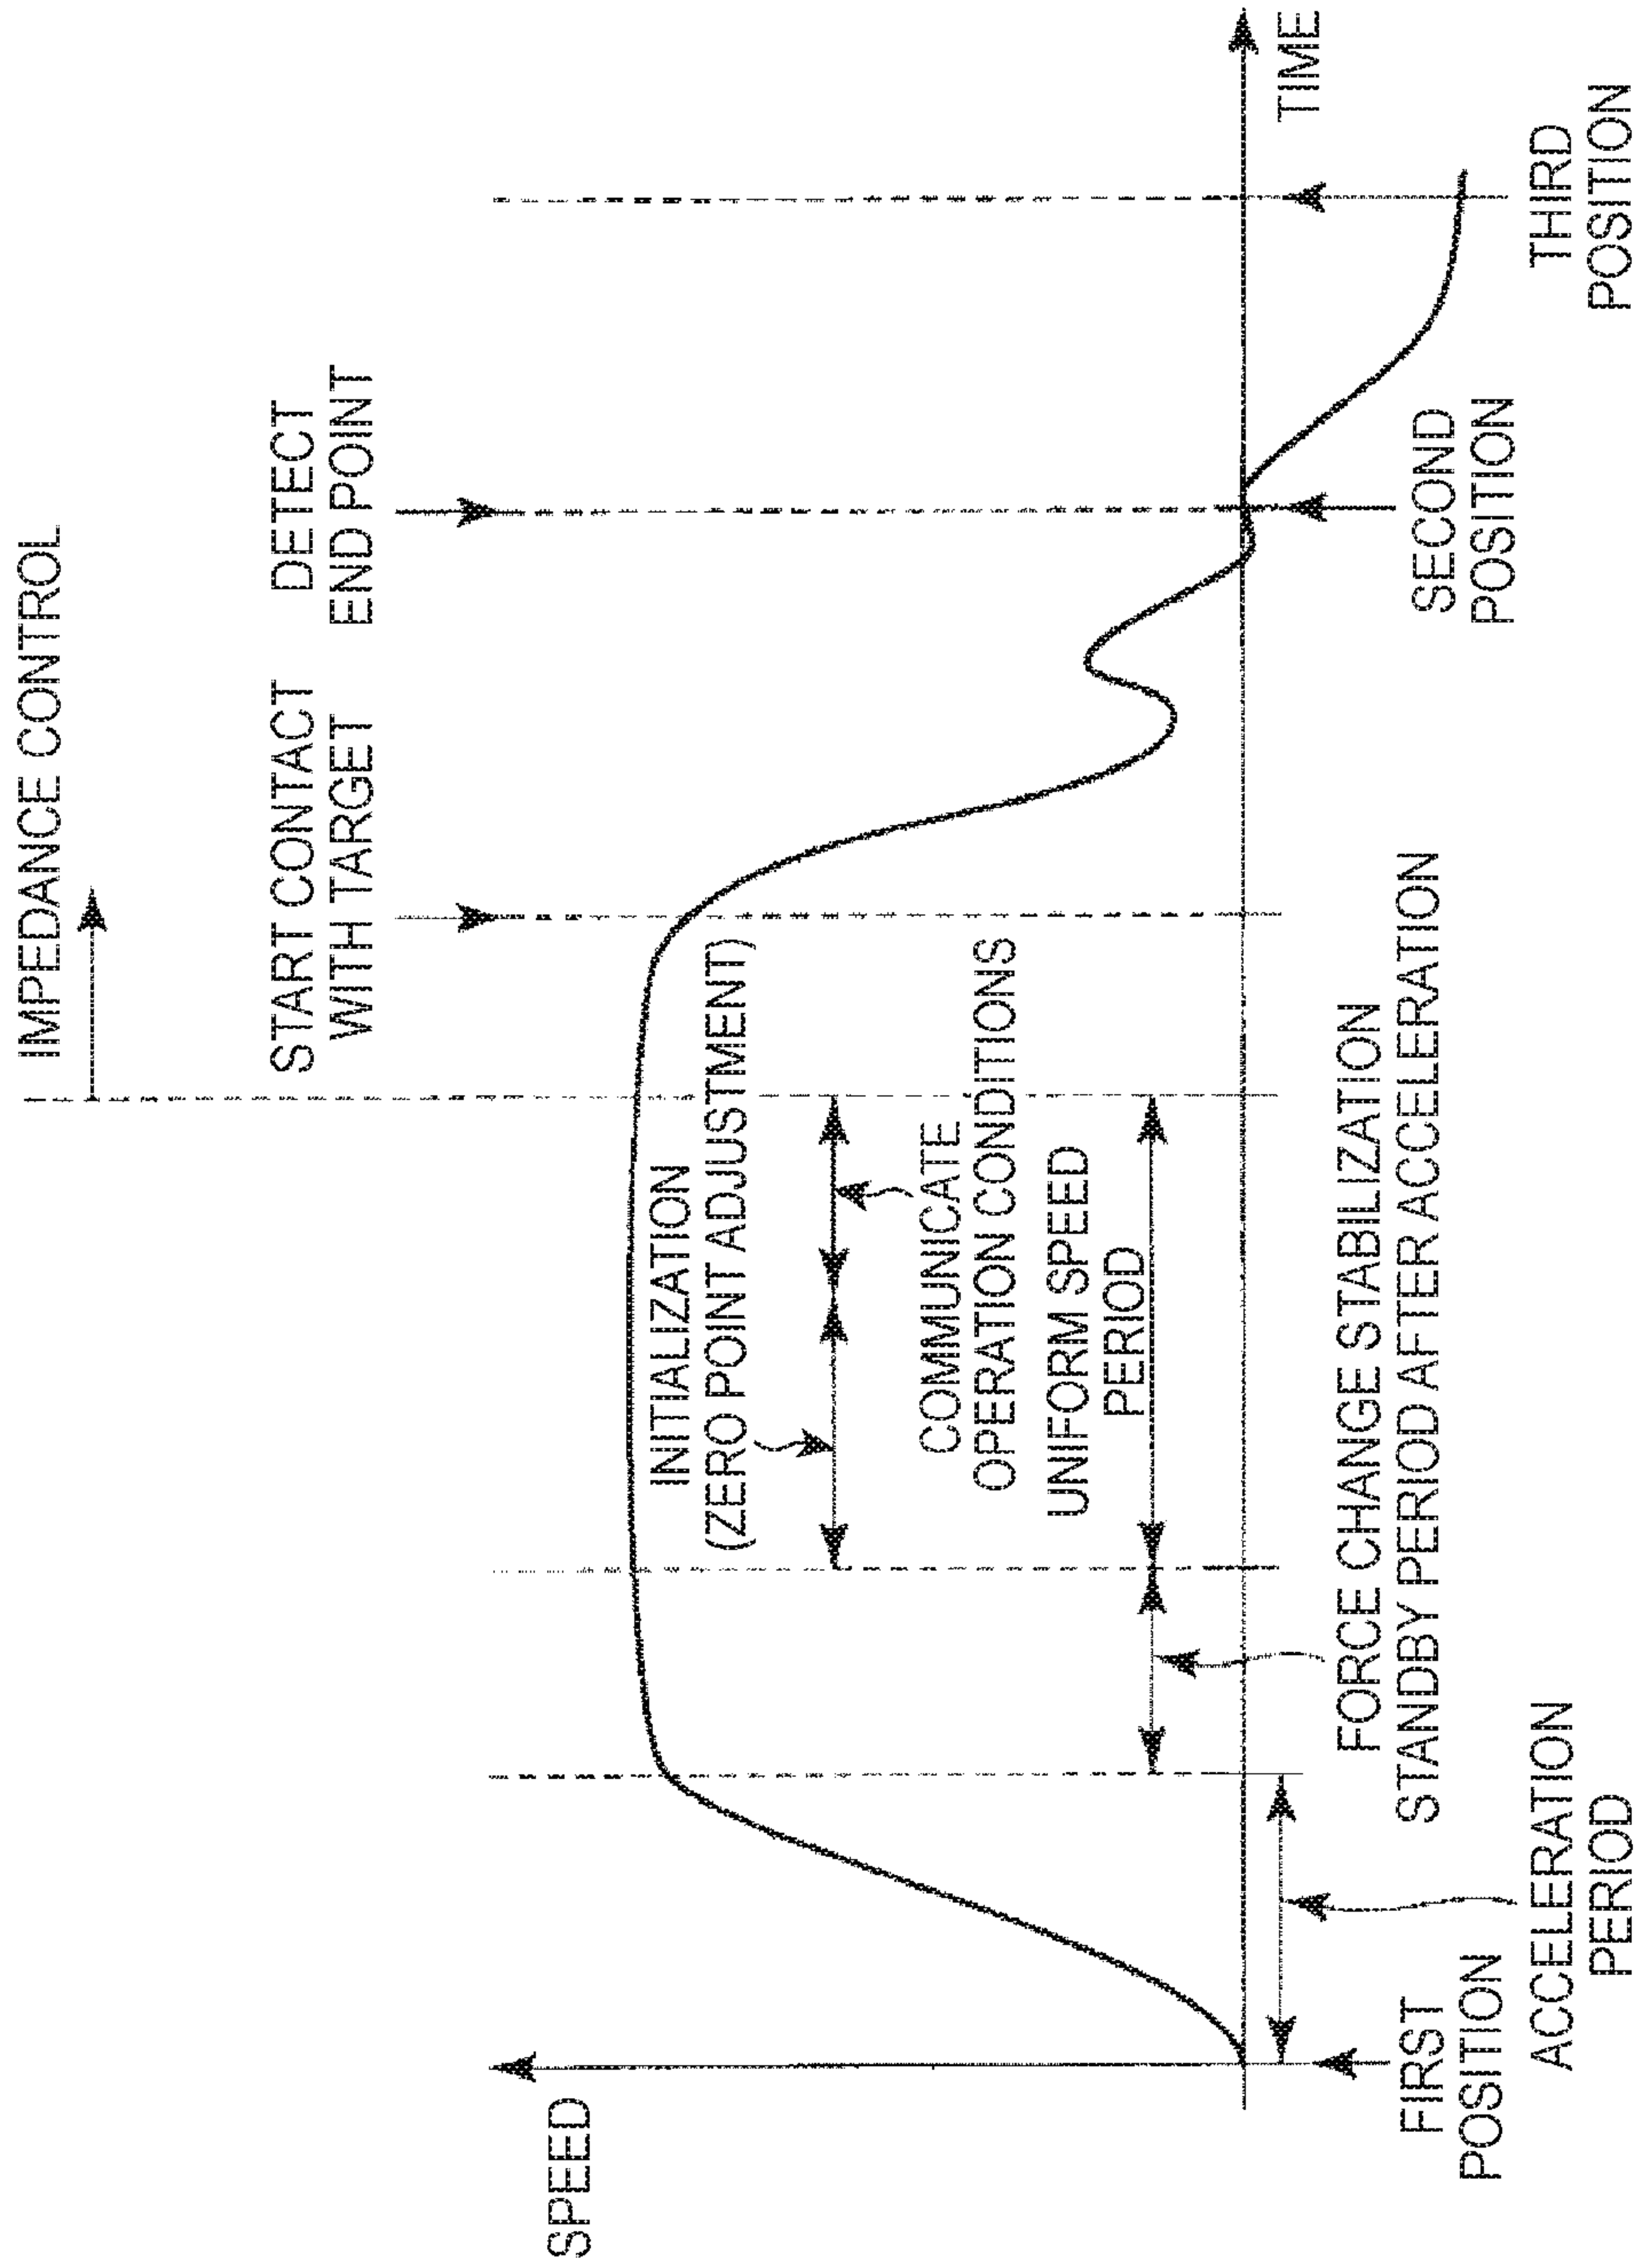 IMPEDANCE CONTROL
START CONTACT
WITH TARGET
DETECT
END POINT
SPEED
INITIALIZATION
(ZERO POINT ADJUSTMENT)
COMMUNICATE
OPERATION CONDITIONS
UNIFORM SPEED
PERIOD
TIME
FORCE CHANGE STABILIZATION
STANDBY PERIOD AFTER ACCELERATION
FIRST
POSITION
ACCELERATION
PERIOD
SECOND
POSITION
THIRD
POSITION